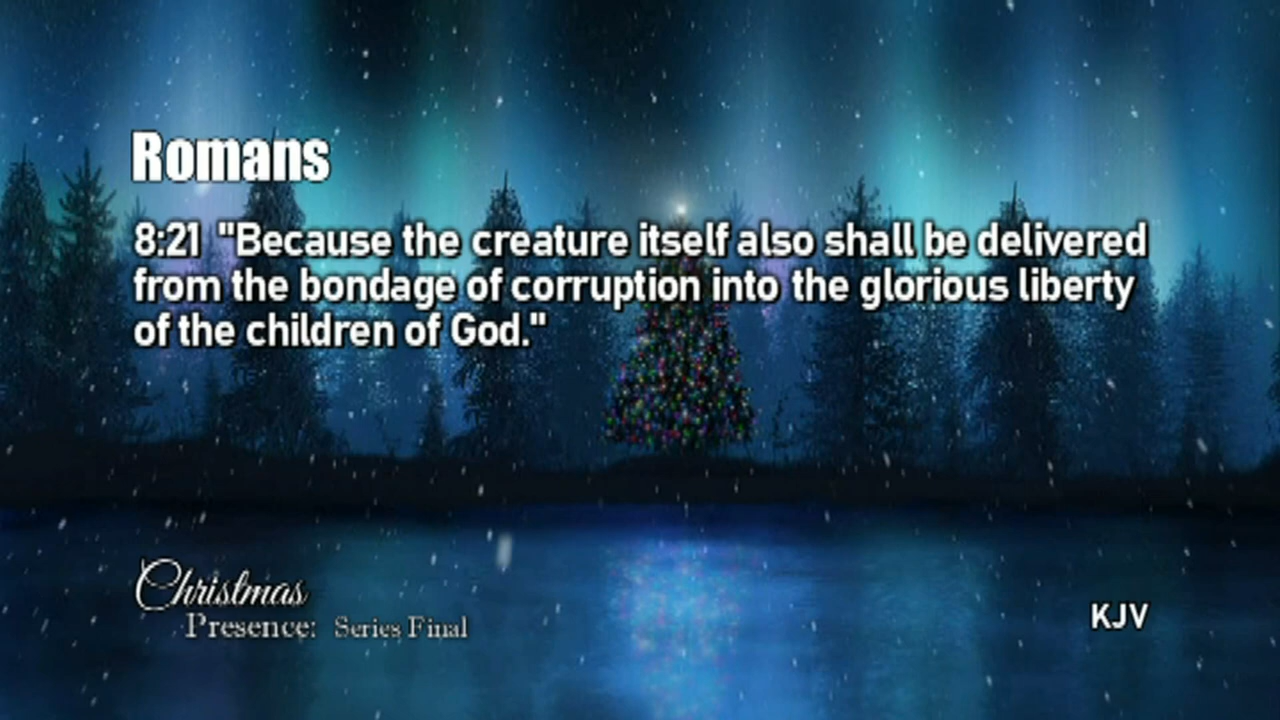 Romans
8:21 "Because the creature itself also shall be delivered
from the bondage of corruption into the glorious liberty
of the children of God."
Christmas
Presence: Series Final
KJV